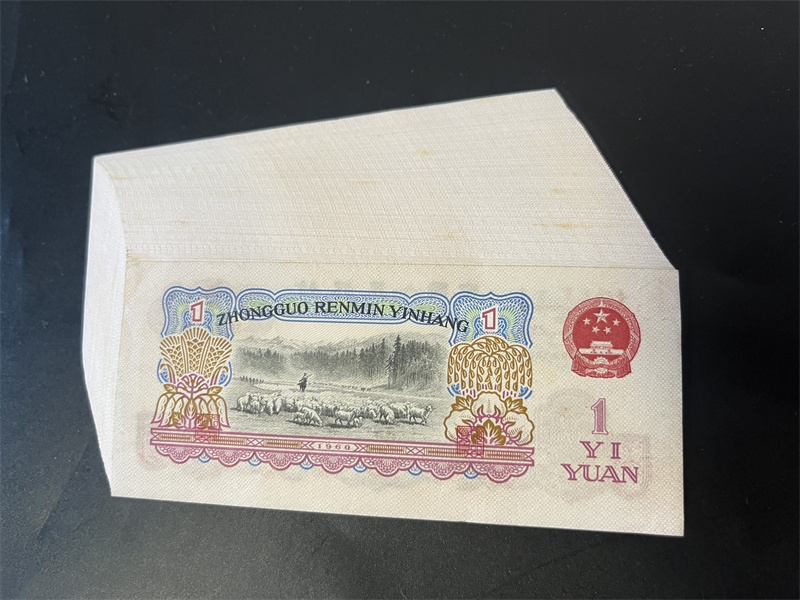 1
ZHONGGUO RENMIN YINHANG
1
1960
1
YI
YUAN